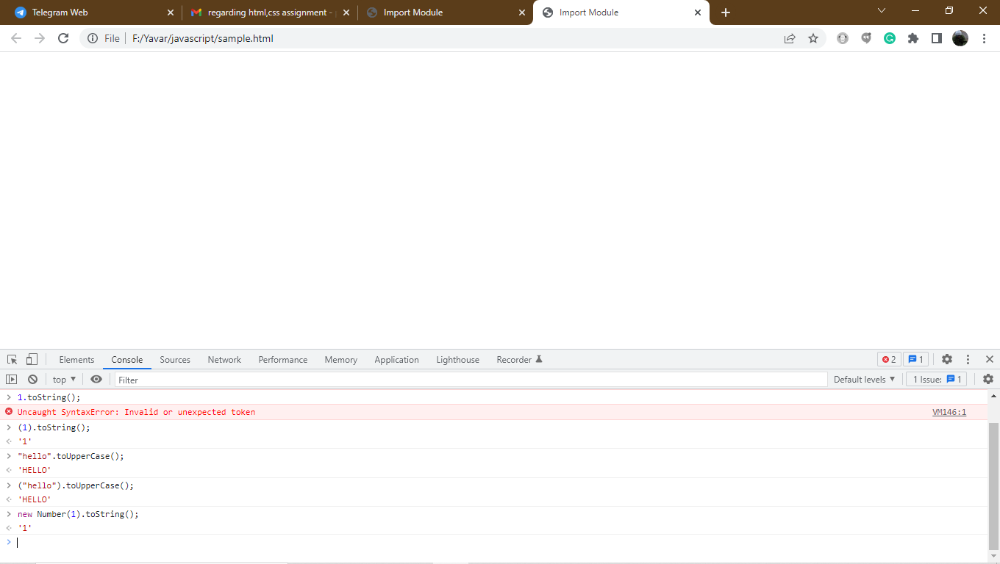 Telegram Web
regarding html,css assignment -
Import Module
Import Module
File
F:/Yavar/javascript/sample.html
Elements
Console
Sources
Network
Performance
Memory
Application
Lighthouse
Recorder
2
1
top
Filter
Default levels
1 Issue:
1
1.toString();
Uncaught SyntaxError: Invalid or unexpected token
VM146:1
(1).toString();
'1'
"hello".toUpperCase();
'HELLO'
("hello").toUpperCase();
'HELLO'
new Number(1).toString();
'1'